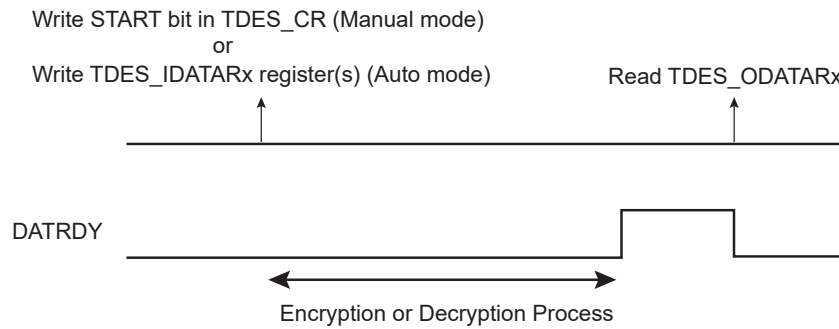 Write START bit in TDES_CR (Manual mode)
or
Write TDES_IDATARx register(s) (Auto mode)
Read TDES_ODATARx
DATRDY
Encryption or Decryption Process